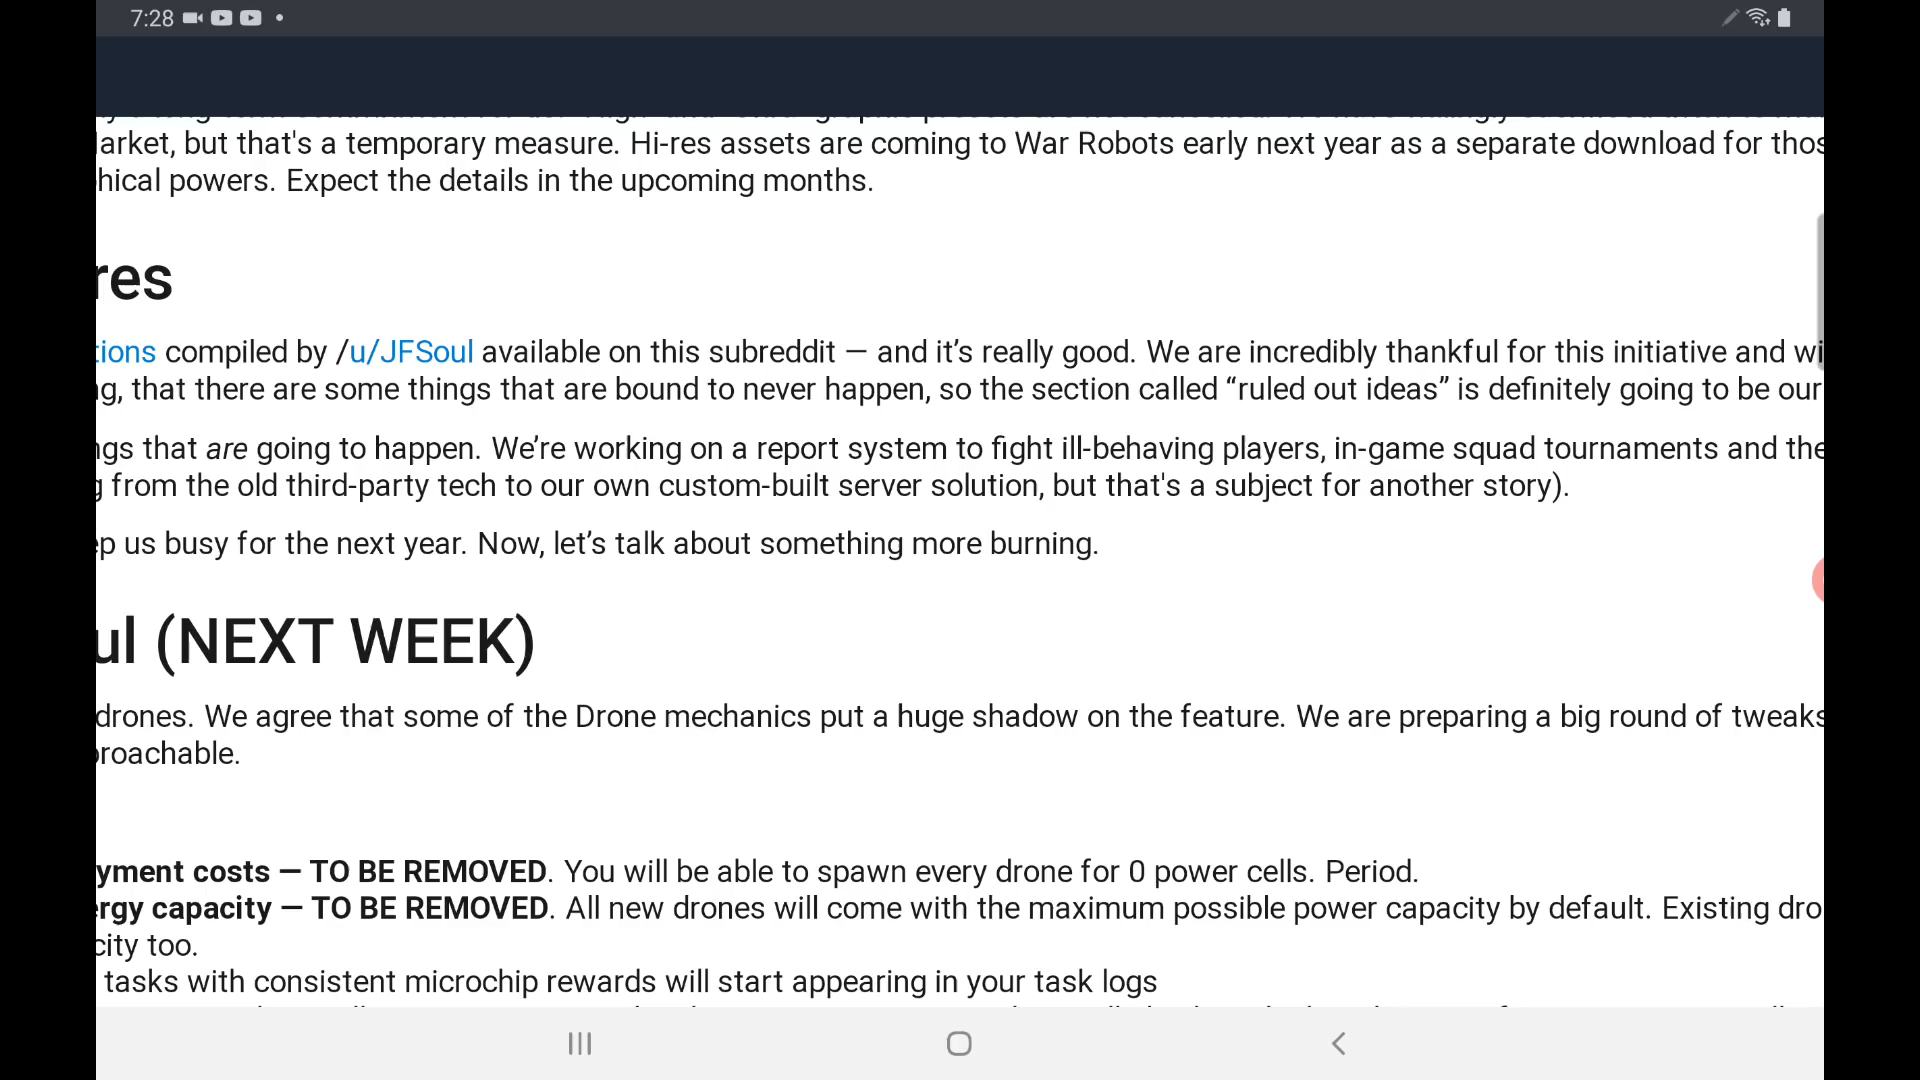 7:28
arket, but that's a temporary measure. Hi-res assets are coming to War Robots early next year as a separate download for thos
hical powers. Expect the details in the upcoming months.
res
tions compiled by /u/JFSoul available on this subreddit — and it’s really good. We are incredibly thankful for this initiative and wi
g, that there are some things that are bound to never happen, so the section called “ruled out ideas” is definitely going to be our
ngs that are going to happen. We’re working on a report system to fight ill-behaving players, in-game squad tournaments and the
g from the old third-party tech to our own custom-built server solution, but that's a subject for another story).
ep us busy for the next year. Now, let’s talk about something more burning.
ul (NEXT WEEK)
drones. We agree that some of the Drone mechanics put a huge shadow on the feature. We are preparing a big round of tweaks
proachable.
yment costs — TO BE REMOVED. You will be able to spawn every drone for 0 power cells. Period.
ergy capacity — TO BE REMOVED. All new drones will come with the maximum possible power capacity by default. Existing dro
city too.
tasks with consistent microchip rewards will start appearing in your task logs